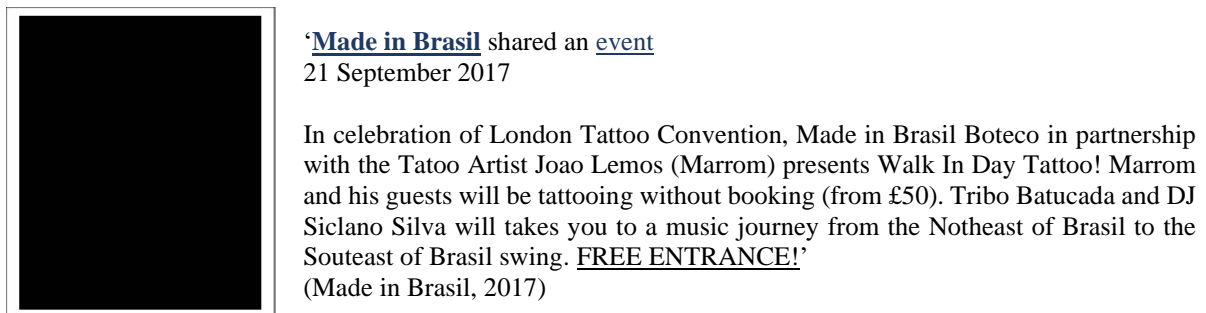 ‘Made in Brasil shared an event
21 September 2017
In celebration of London Tattoo Convention, Made in Brasil Boteco in partnership
with the Tatoo Artist Joao Lemos (Marrom) presents Walk In Day Tattoo! Marrom
and his guests will be tattooing without booking (from £50). Tribo Batucada and DJ
Siclano Silva will takes you to a music journey from the Notheast of Brasil to the
Souteast of Brasil swing. FREE ENTRANCE!’
(Made in Brasil, 2017)